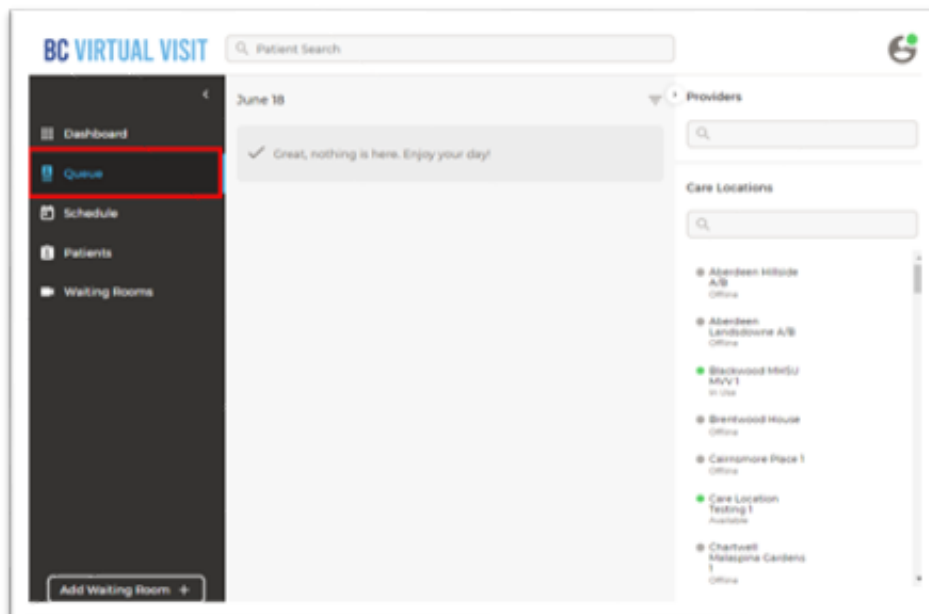 BC VIRTUAL VISIT
Patient Search
Dashboard
Queue
Schedule
Patients
Waiting Rooms
Add Waiting Room +
June 18
Great, nothing is here. Enjoy your day!
Providers
Care Locations
Aberdeen Hillside
A/B
Offline
Aberdeen
Landsdowne A/B
Offline
Blackwood MHSU
MVV 1
In Use
Brentwood House
Offline
Cairnsmore Place 1
Offline
Care Location
Testing 1
Available
Chartwell
Malaspina Gardens
1
Offline